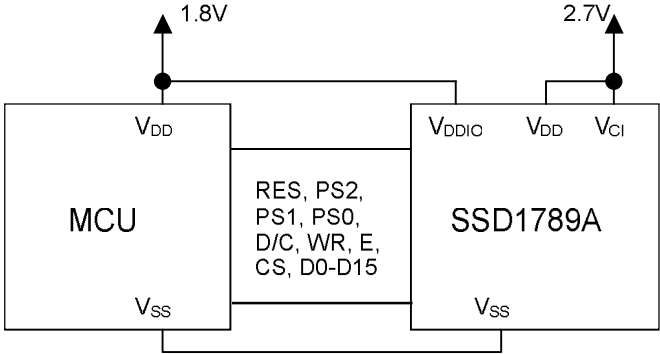 1.8V
2.7V
VDD
VDDIO
VDD
VCI
RES, PS2,
PS1, PS0,
D/C, WR, E,
CS, D0-D15
MCU
SSD1789A
VSS
VSS